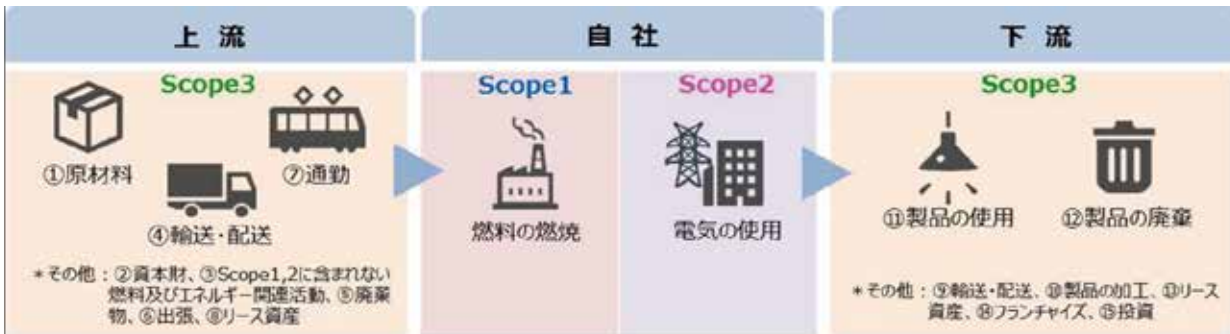 上流
Scope3
①原材料
⑦通勤
④輸送・配送
*その他：②資本財、③Scope1,2に含まれない
燃料及びエネルギー関連活動、⑤廃棄
物、⑥出張、⑧リース資産
自社
Scope1
燃料の燃焼
Scope2
電気の使用
下流
Scope3
⑪製品の使用
⑫製品の廃棄
*その他：⑨輸送・配送、⑩製品の加工、⑬リース
資産、⑭フランチャイズ、⑮投資